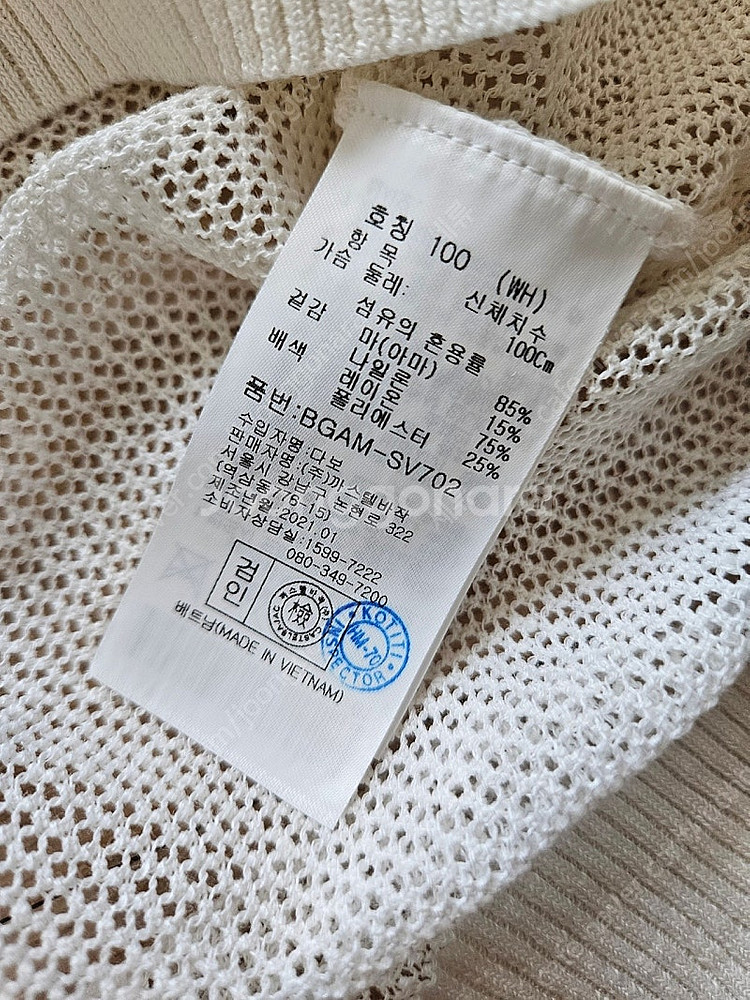 호칭 100 (WH)
항 목 신체치수
가슴 둘레: 100Cm
섬유의 혼용률
겉감 마(아마) 85%
나일론 15%
배색 레이온 75%
폴리에스터 25%
품번:BGAM-SV702
수입자명:다보
판매자명:(주)까스텔바작
서울시 강남구 논현로 322
(역삼동,76-15)
제조년월:2021.01
소비자상담실:1599-7222
080-349-7200
검인
檢
CASTELBAJAC
KOTITI
HM-70
INSPECTOR
베트남(MADE IN VIETNAM)